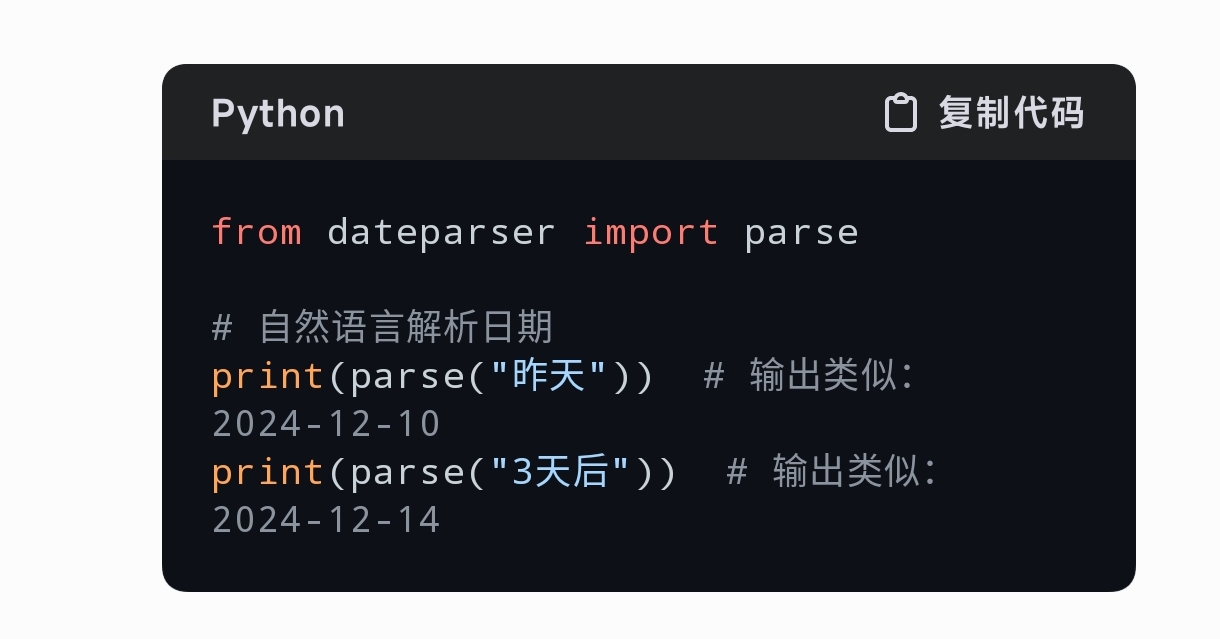 Python
复制代码
from dateparser import parse
# 自然语言解析日期
print(parse("昨天"))  # 输出类似：
2024-12-10
print(parse("3天后"))  # 输出类似：
2024-12-14